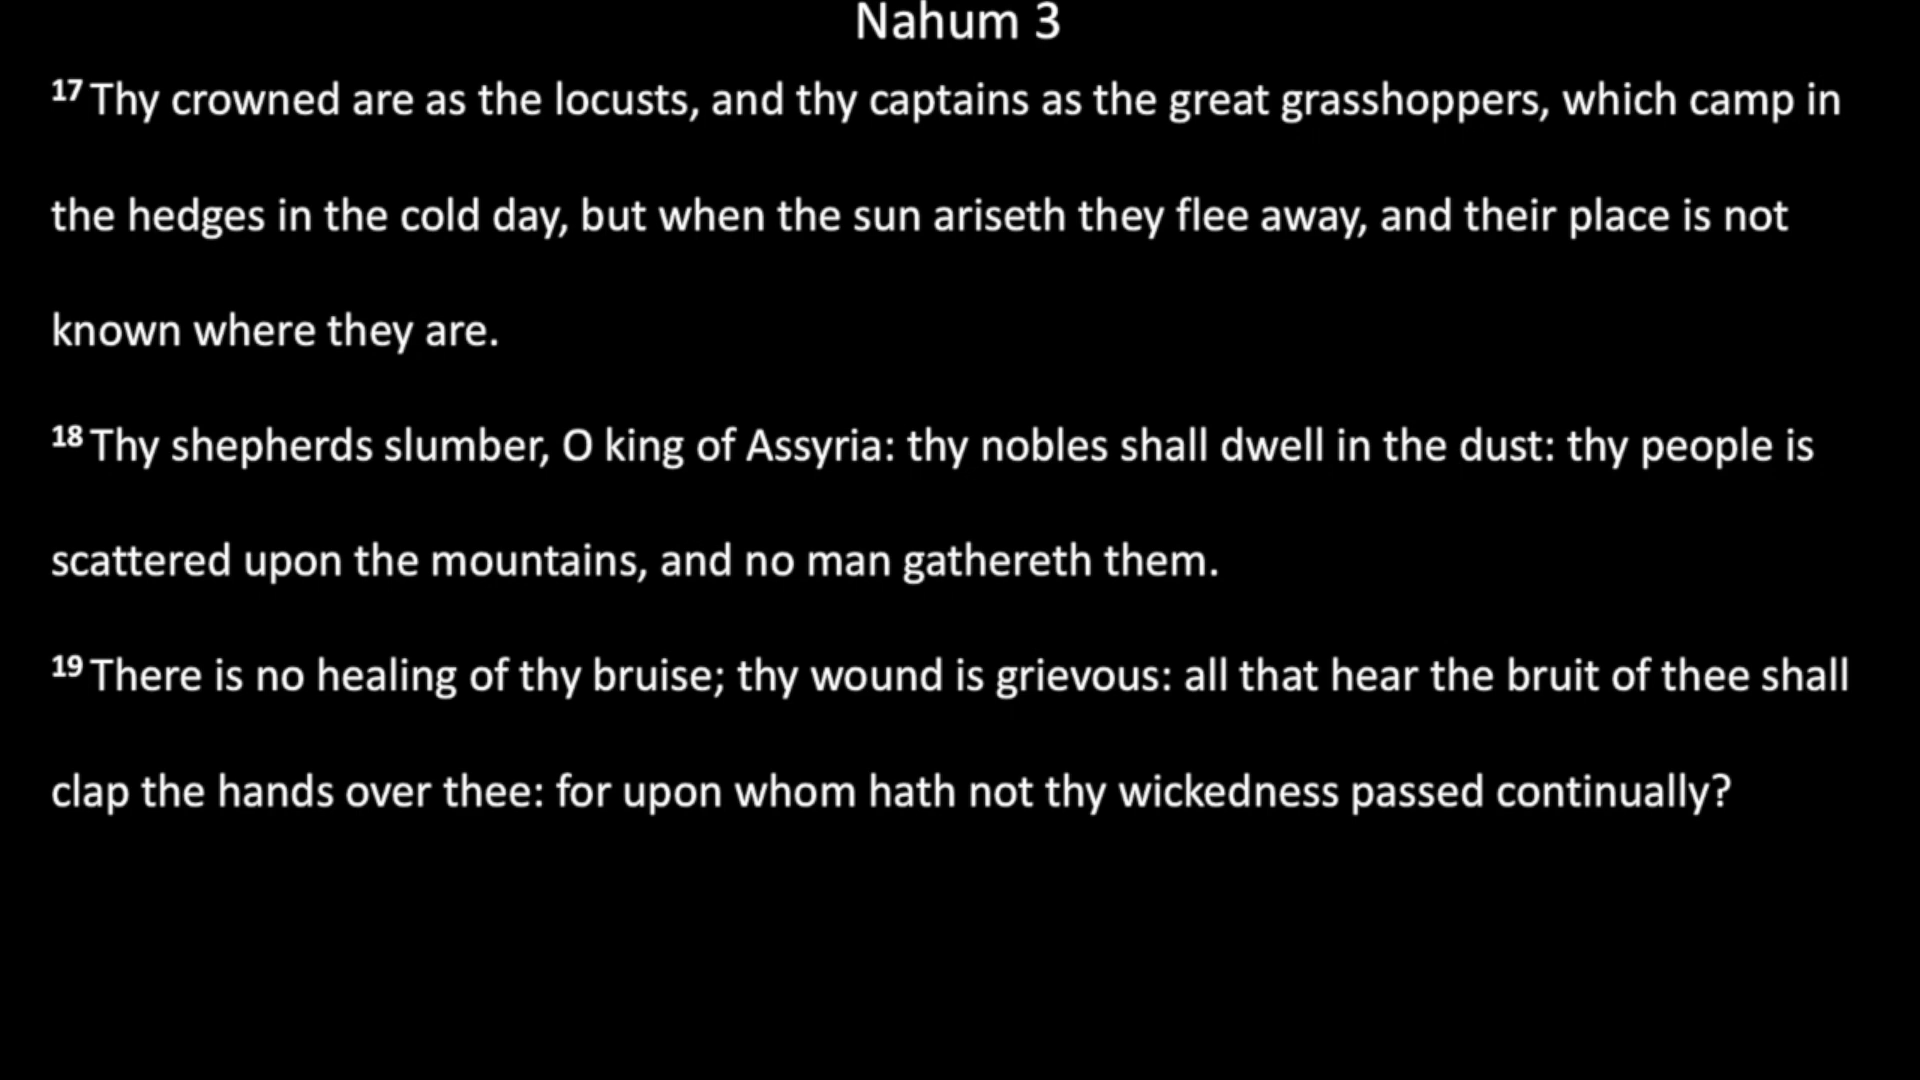 Nahum 3
17 Thy crowned are as the locusts, and thy captains as the great grasshoppers, which camp in
the hedges in the cold day, but when the sun ariseth they flee away, and their place is not
known where they are.
18 Thy shepherds slumber, O king of Assyria: thy nobles shall dwell in the dust: thy people is
scattered upon the mountains, and no man gathereth them.
19 There is no healing of thy bruise; thy wound is grievous: all that hear the bruit of thee shall
clap the hands over thee: for upon whom hath not thy wickedness passed continually?